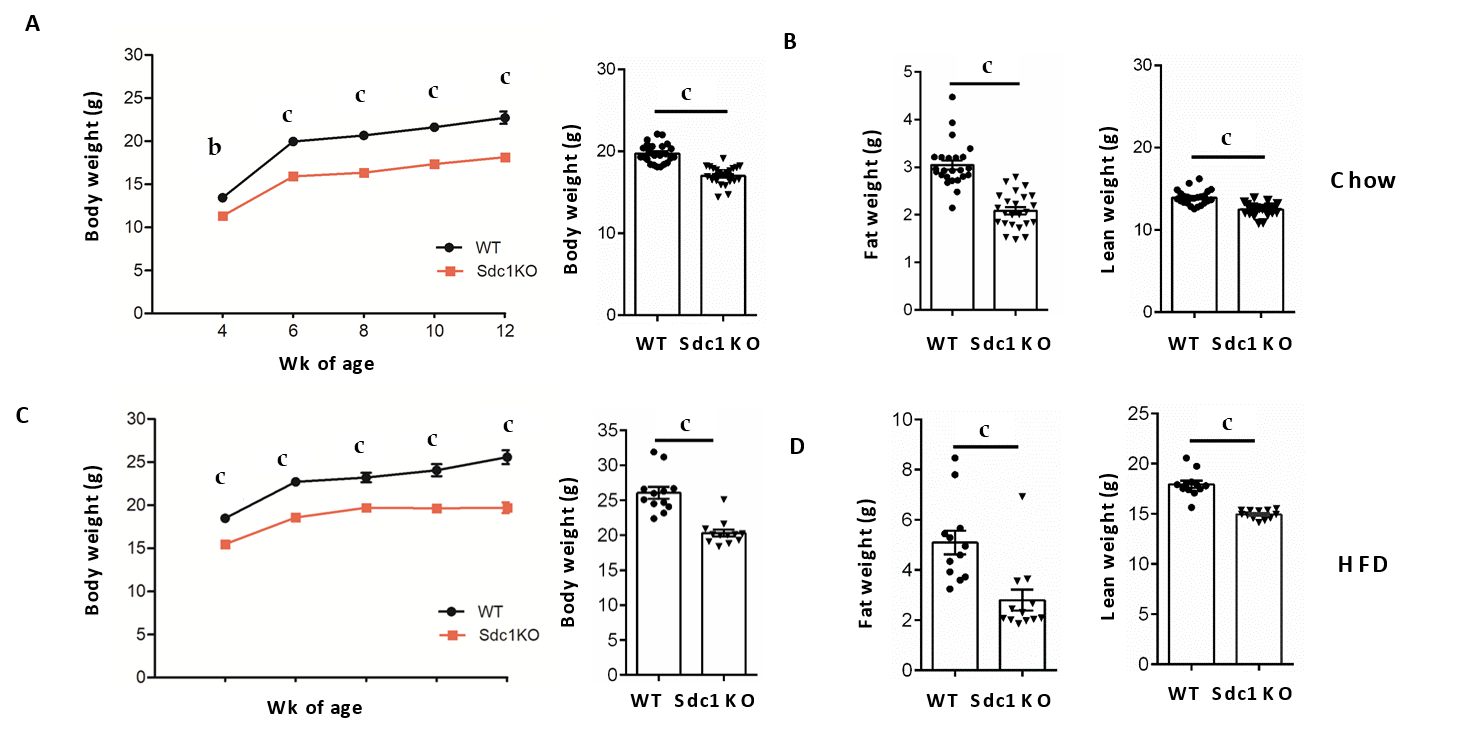 A
Body weight (g)
30
25
20
15
10
5
0
b
c
c
c
c
WT
Sdc1KO
4 6 8 10 12
Wk of age
Body weight (g)
30
20
10
0
c
WT Sdc1 KO
B
Fat weight (g)
5
4
3
2
1
0
c
WT Sdc1 KO
Lean weight (g)
30
20
10
0
c
WT Sdc1 KO
Chow
C
Body weight (g)
30
25
20
15
10
5
0
c
c
c
c
c
WT
Sdc1KO
Wk of age
Body weight (g)
35
30
25
20
15
10
5
0
c
WT Sdc1 KO
D
Fat weight (g)
10
8
6
4
2
0
c
WT Sdc1 KO
Lean weight (g)
25
20
15
10
5
0
c
WT Sdc1 KO
HFD